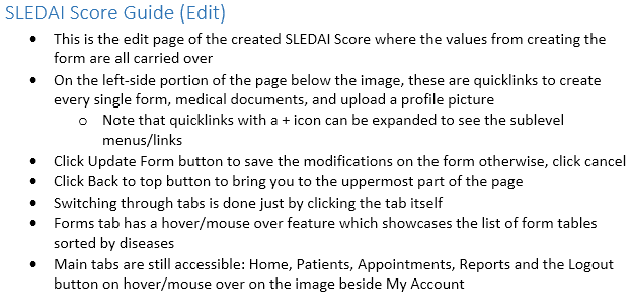 SLEDAI Score Guide (Edit)
• This is the edit page of the created SLEDAI Score where the values from creating the
form are all carried over
• On the left-side portion of the page below the image, these are quicklinks to create
every single form, medical documents, and upload a profile picture
o Note that quicklinks with a + icon can be expanded to see the sublevel
menus/links
• Click Update Form button to save the modifications on the form otherwise, click cancel
• Click Back to top button to bring you to the uppermost part of the page
• Switching through tabs is done just by clicking the tab itself
• Forms tab has a hover/mouse over feature which showcases the list of form tables
sorted by diseases
• Main tabs are still accessible: Home, Patients, Appointments, Reports and the Logout
button on hover/mouse over on the image beside My Account